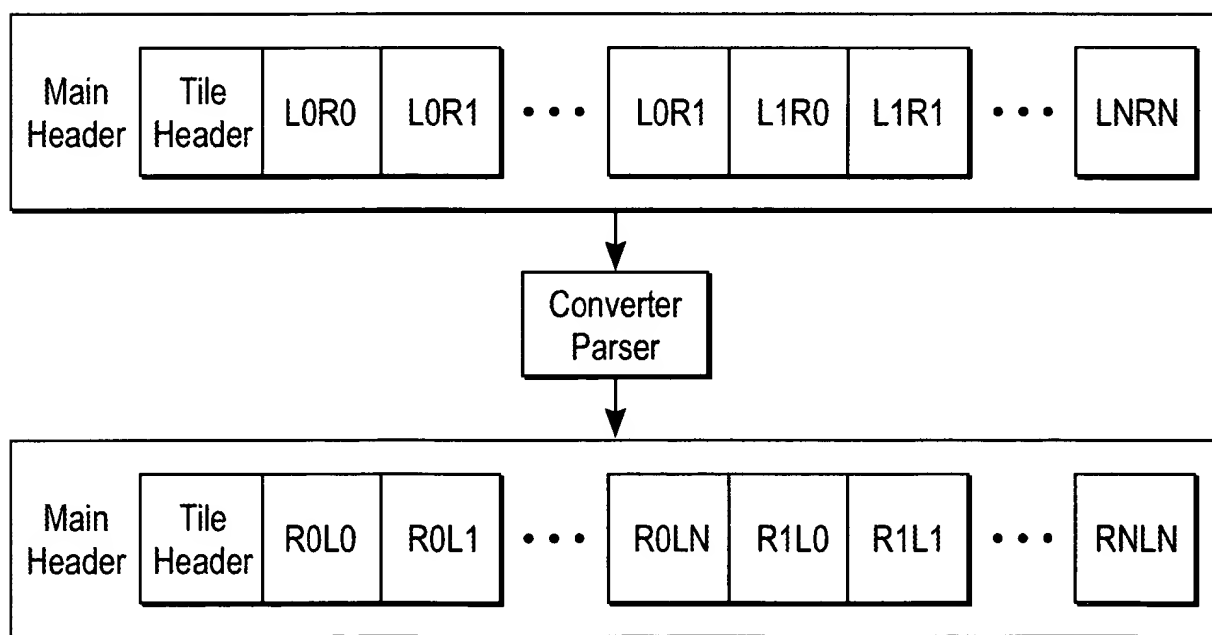 Main
Header
Tile
Header
L0R0
L0R1
• • •
L0R1
L1R0
L1R1
• • •
LNRN
Converter
Parser
Main
Header
Tile
Header
R0L0
R0L1
• • •
R0LN
R1L0
R1L1
• • •
RNLN